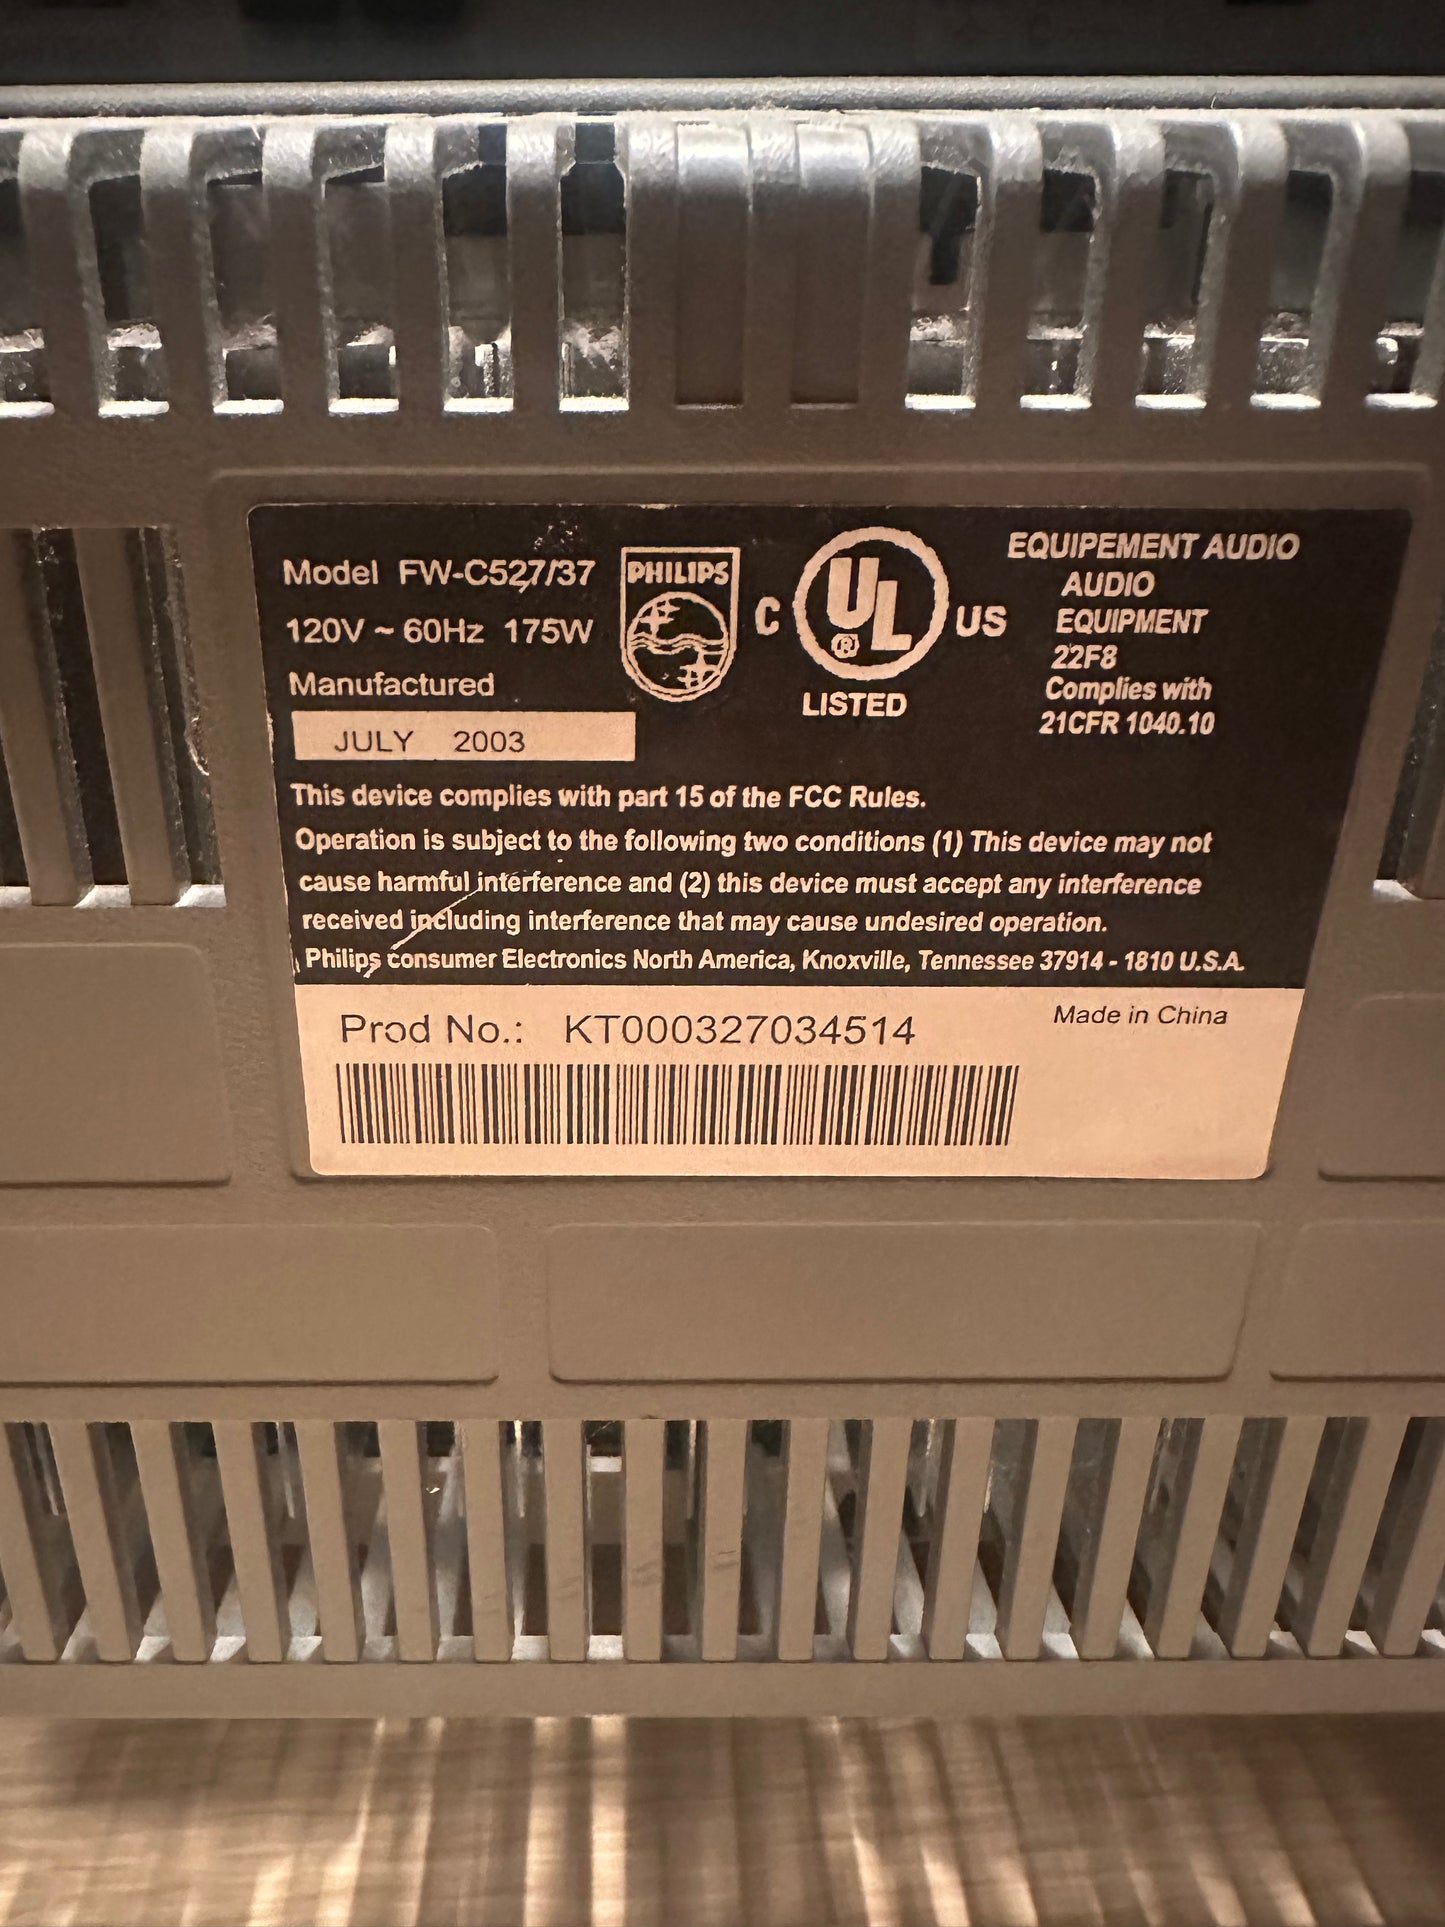 Model FW-C527/37
120V ~ 60Hz 175W
Manufactured
JULY 2003
PHILIPS
C UL US
®
LISTED
EQUIPEMENT AUDIO
AUDIO
EQUIPMENT
22F8
Complies with
21CFR 1040.10
This device complies with part 15 of the FCC Rules.
Operation is subject to the following two conditions (1) This device may not
cause harmful interference and (2) this device must accept any interference
received including interference that may cause undesired operation.
Philips consumer Electronics North America, Knoxville, Tennessee 37914 - 1810 U.S.A.
Prod No.: KT000327034514
Made in China